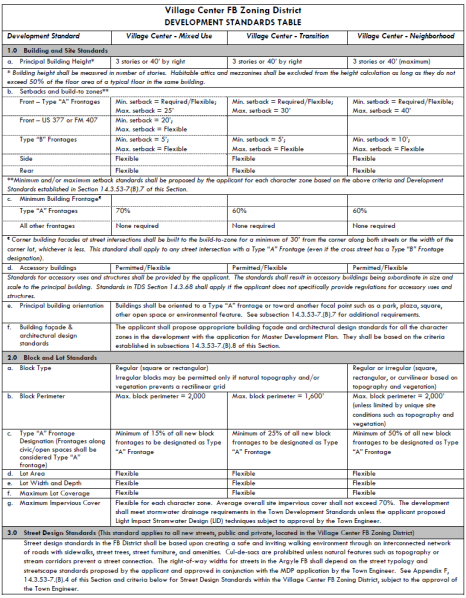 Village Center FB Zoning District
DEVELOPMENT STANDARDS TABLE
Development Standard Village Center - Mixed Use Village Center - Transition Village Center - Neighborhood
1.0 Building and Site Standards
a. Principal Building Height* 3 stories or 40' by right 3 stories or 40' by right 3 stories or 40' (maximum)
* Building height shall be measured in number of stories. Habitable attics and mezzanines shall be excluded from the height calculation as long as they do not
exceed 50% of the floor area of a typical floor in the same building.
b. Setbacks and build-to zones**
Front – Type "A" Frontages Min. setback = Required/Flexible; Max. setback = 25' Min. setback = Required/Flexible; Max. setback = 30' Min. setback = Required/Flexible; Max. setback = 40'
Front – US 377 or FM 407 Min. setback = 20'; Max. setback = Flexible
Type "B" Frontages Min. setback = 5'; Max. setback = Flexible Min. setback = 5'; Max. setback = Flexible Min. setback = 10'; Max. setback = Flexible
Side Flexible Flexible Flexible
Rear Flexible Flexible Flexible
**Minimum and/or maximum setback standards shall be proposed by the applicant for each character zone based on the above criteria and Development
Standards established in Section 14.3.53-7(B).7 of this Section.
c. Minimum Building Frontage¶
Type "A" Frontages 70% 60% 60%
All other frontages None required None required None required
¶ Corner building facades at street intersections shall be built to the build-to-zone for a minimum of 30' from the corner along both streets or the width of the
corner lot, whichever is less. This standard shall apply to any street intersection with a Type "A" Frontage (even if the cross street has a Type "B" Frontage
designation).
d. Accessory buildings Permitted/Flexible Permitted/Flexible Permitted/Flexible
Standards for accessory uses and structures shall be provided by the applicant. The standards shall result in accessory buildings being subordinate in size and
scale to the principal building. Standards in TDS Section 14.3.68 shall apply if the applicant does not specifically provide regulations for accessory uses and
structures.
e. Principal building orientation Buildings shall be oriented to a Type "A" frontage or toward another focal point such as a park, plaza, square,
other open space or environmental feature. See subsection 14.3.53-7.(B).7 for additional requirements.
f. Building façade & architectural design standards The applicant shall propose appropriate building façade and architectural design standards for all the character
zones in the development with the application for Master Development Plan. They shall be based on the criteria
established in subsections 14.3.53-7(B).8 of this Section.
2.0 Block and Lot Standards
a. Block Type Regular (square or rectangular)
Irregular blocks may be permitted only if natural topography and/or
vegetation prevents a rectilinear grid
Regular or irregular (square,
rectangular, or curvilinear based on
topography and vegetation)
b. Block Perimeter Max. block perimeter = 2,000 Max. block perimeter = 1,600' Max. block perimeter = 2,000'
(unless limited by unique site
conditions such as topography and
vegetation)
c. Type "A" Frontage
Designation (Frontages along
civic/open spaces shall be
considered Type "A"
frontage)
Minimum of 15% of all new block
frontages to be designated as Type
"A" Frontage
Minimum of 25% of all new block
frontages to be designated as Type
"A" Frontage
Minimum of 50% of all new block
frontages to be designated as Type
"A" Frontage
d. Lot Area Flexible Flexible Flexible
e. Lot Width and Depth Flexible Flexible Flexible
f. Maximum Lot Coverage Flexible Flexible Flexible
g. Maximum Impervious Cover Flexible for each character zone. Average overall site impervious cover shall not exceed 70%. The development
shall meet stormwater drainage requirements in the Town Development Standards unless the applicant proposed
Light Impact Stromwater Design (LID) techniques subject to approval by the Town Engineer.
3.0 Street Design Standards (This standard applies to all new streets, public and private, located in the Village Center FB Zoning District)
Street design standards in the FB District shall be based upon creating a safe and inviting walking environment through an interconnected network
of roads with sidewalks, street trees, street furniture, and amenities. Cul-de-sacs are prohibited unless natural features such as topography or
stream corridors prevent a street connection. The right-of-way widths for streets in the Argyle FB shall depend on the street typology and
streetscape standards proposed by the applicant and approved in conjunction with the MDP application by the Town Engineer. See Appendix F,
14.3.53-7.(B).4 of this Section and criteria below for Street Design Standards within the Village Center FB Zoning District, subject to the approval of
the Town Engineer.